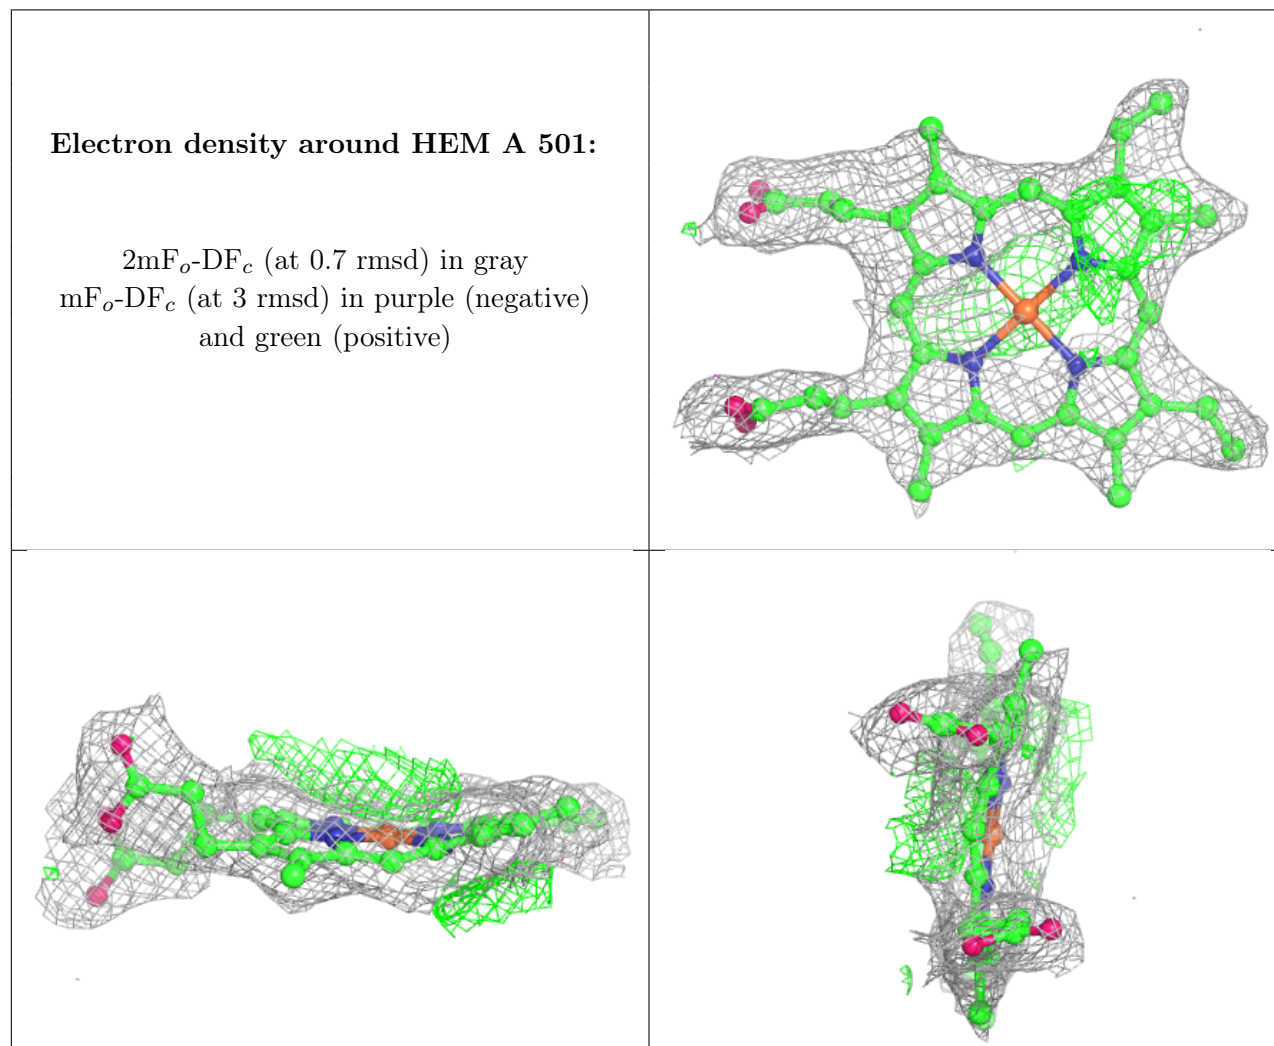 Electron density around HEM A 501:
2mFo-DFc (at 0.7 rmsd) in gray
mFo-DFc (at 3 rmsd) in purple (negative)
and green (positive)